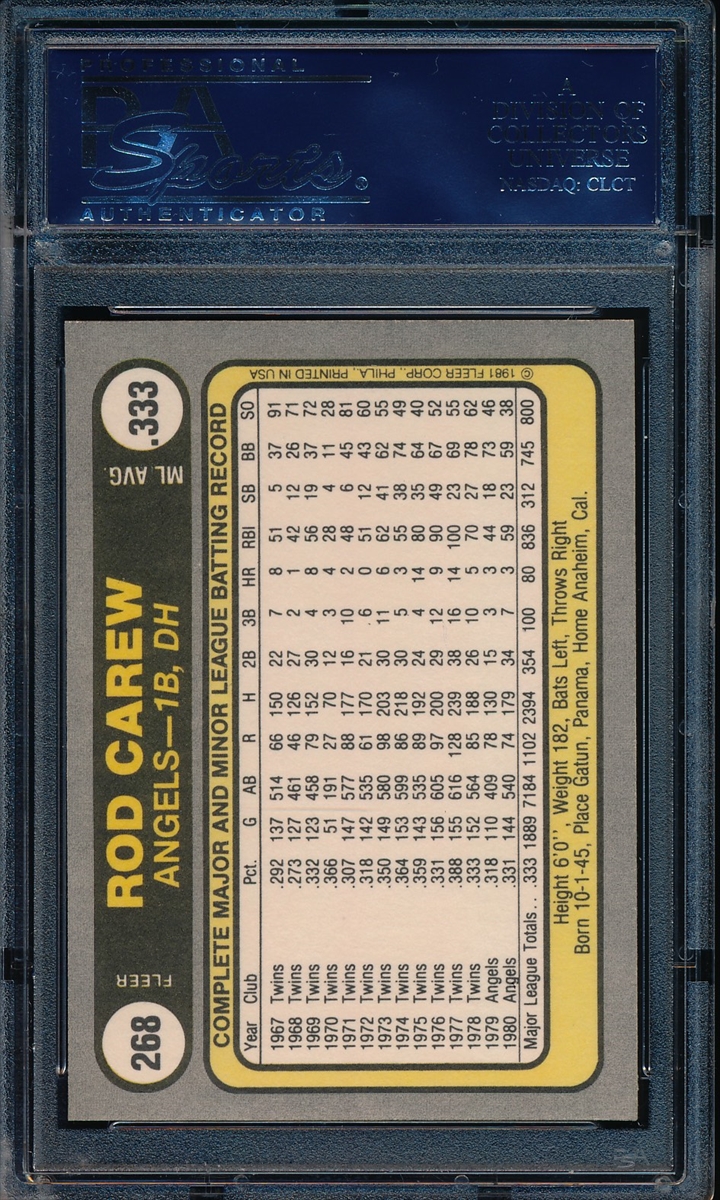 PROFESSIONAL
PSA
Sports®
AUTHENTICATOR
A
DIVISION OF
COLLECTORS
UNIVERSE
NASDAQ: CLCT
268
FLEER
ROD CAREW
ANGELS—1B, DH
ML AVG.
.333
COMPLETE MAJOR AND MINOR LEAGUE BATTING RECORD
Year Club Pct. G AB R H 2B 3B HR RBI SB BB SO
1967 Twins .292 137 514 66 150 22 7 8 51 5 37 91
1968 Twins .273 127 461 46 126 27 2 1 42 12 26 71
1969 Twins .332 123 458 79 152 30 4 8 56 19 37 72
1970 Twins .366 51 191 27 70 12 3 4 28 4 11 28
1971 Twins .307 147 577 88 177 16 10 2 48 6 45 81
1972 Twins .318 142 535 61 170 21 6 0 51 12 43 60
1973 Twins .350 149 580 98 203 30 11 6 62 41 62 55
1974 Twins .364 153 599 86 218 30 5 3 55 38 74 49
1975 Twins .359 143 535 89 192 24 4 14 80 35 64 40
1976 Twins .331 156 605 97 200 29 12 9 90 49 67 52
1977 Twins .388 155 616 128 239 38 16 14 100 23 69 55
1978 Twins .333 152 564 85 188 26 10 5 70 27 78 62
1979 Angels .318 110 409 78 130 15 3 3 44 18 73 46
1980 Angels .331 144 540 74 179 34 7 3 59 23 59 38
Major League Totals. . .333 1889 7184 1102 2394 354 100 80 836 312 745 800
Height 6'0'', Weight 182, Bats Left, Throws Right
Born 10-1-45, Place Gatun, Panama, Home Anaheim, Cal.
© 1981 FLEER CORP., PHILA., PRINTED IN USA